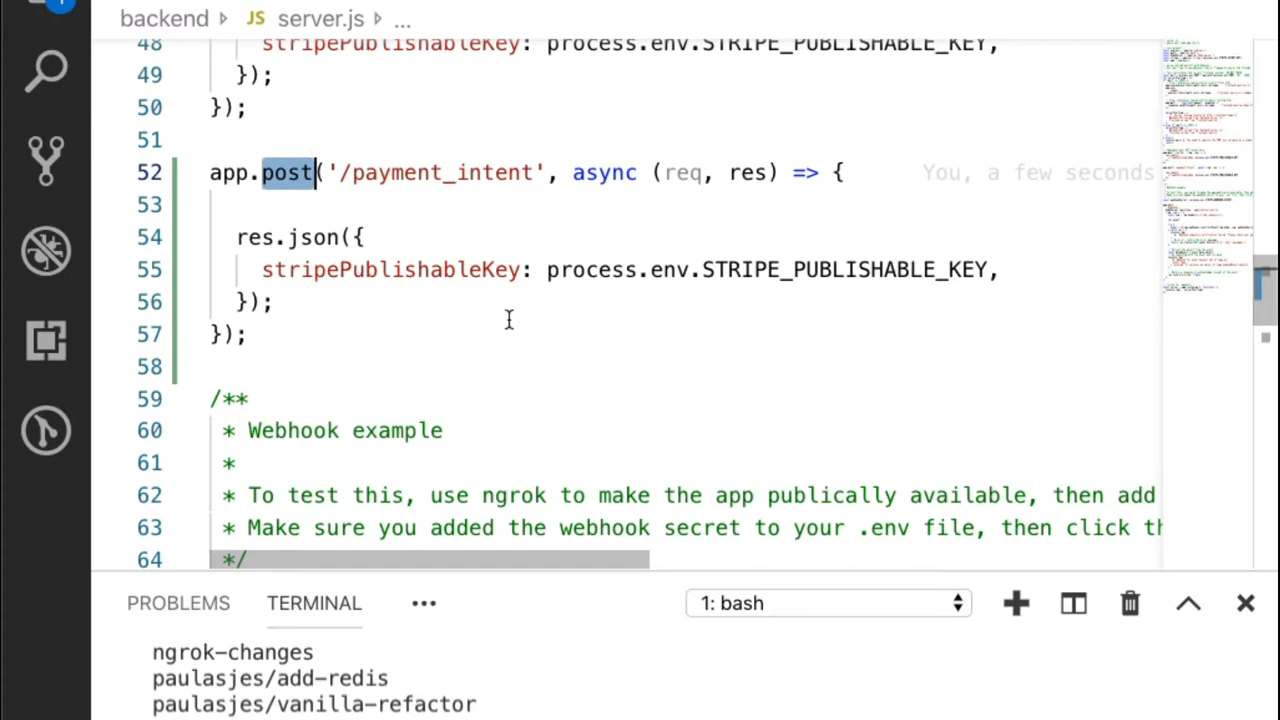 backend JS server.js ...
48 stripePublishableKey: process.env.STRIPE_PUBLISHABLE_KEY,
49 });
50 });
51
52 app.post('/payment_intent', async (req, res) => { You, a few seconds
53
54 res.json({
55 stripePublishableKey: process.env.STRIPE_PUBLISHABLE_KEY,
56 });
57 });
58
59 /**
60 * Webhook example
61 *
62 * To test this, use ngrok to make the app publically available, then add
63 * Make sure you added the webhook secret to your .env file, then click
64 */
PROBLEMS TERMINAL ... 1: bash
ngrok-changes
paulasjes/add-redis
paulasjes/vanilla-refactor